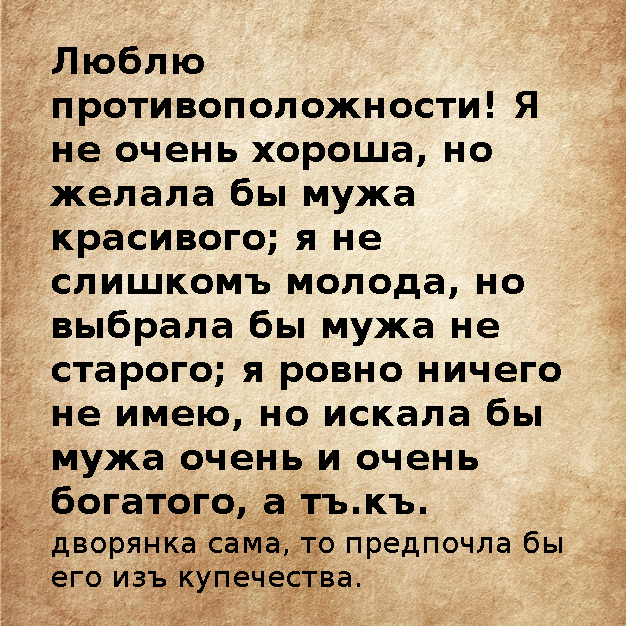 Люблю
противоположности! Я
не очень хороша, но
желала бы мужа
красивого; я не
слишкомъ молода, но
выбрала бы мужа не
старого; я ровно ничего
не имею, но искала бы
мужа очень и очень
богатого, а тъ.къ.
дворянка сама, то предпочла бы
его изъ купечества.